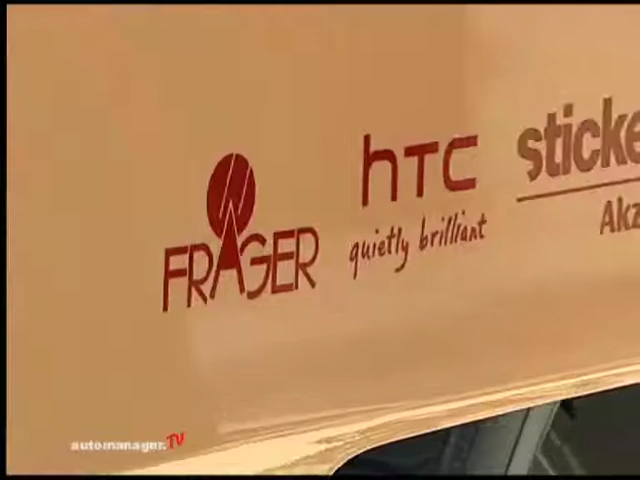 FRAGER
htc
quietly brilliant
sticke
Akz
automanager.TV